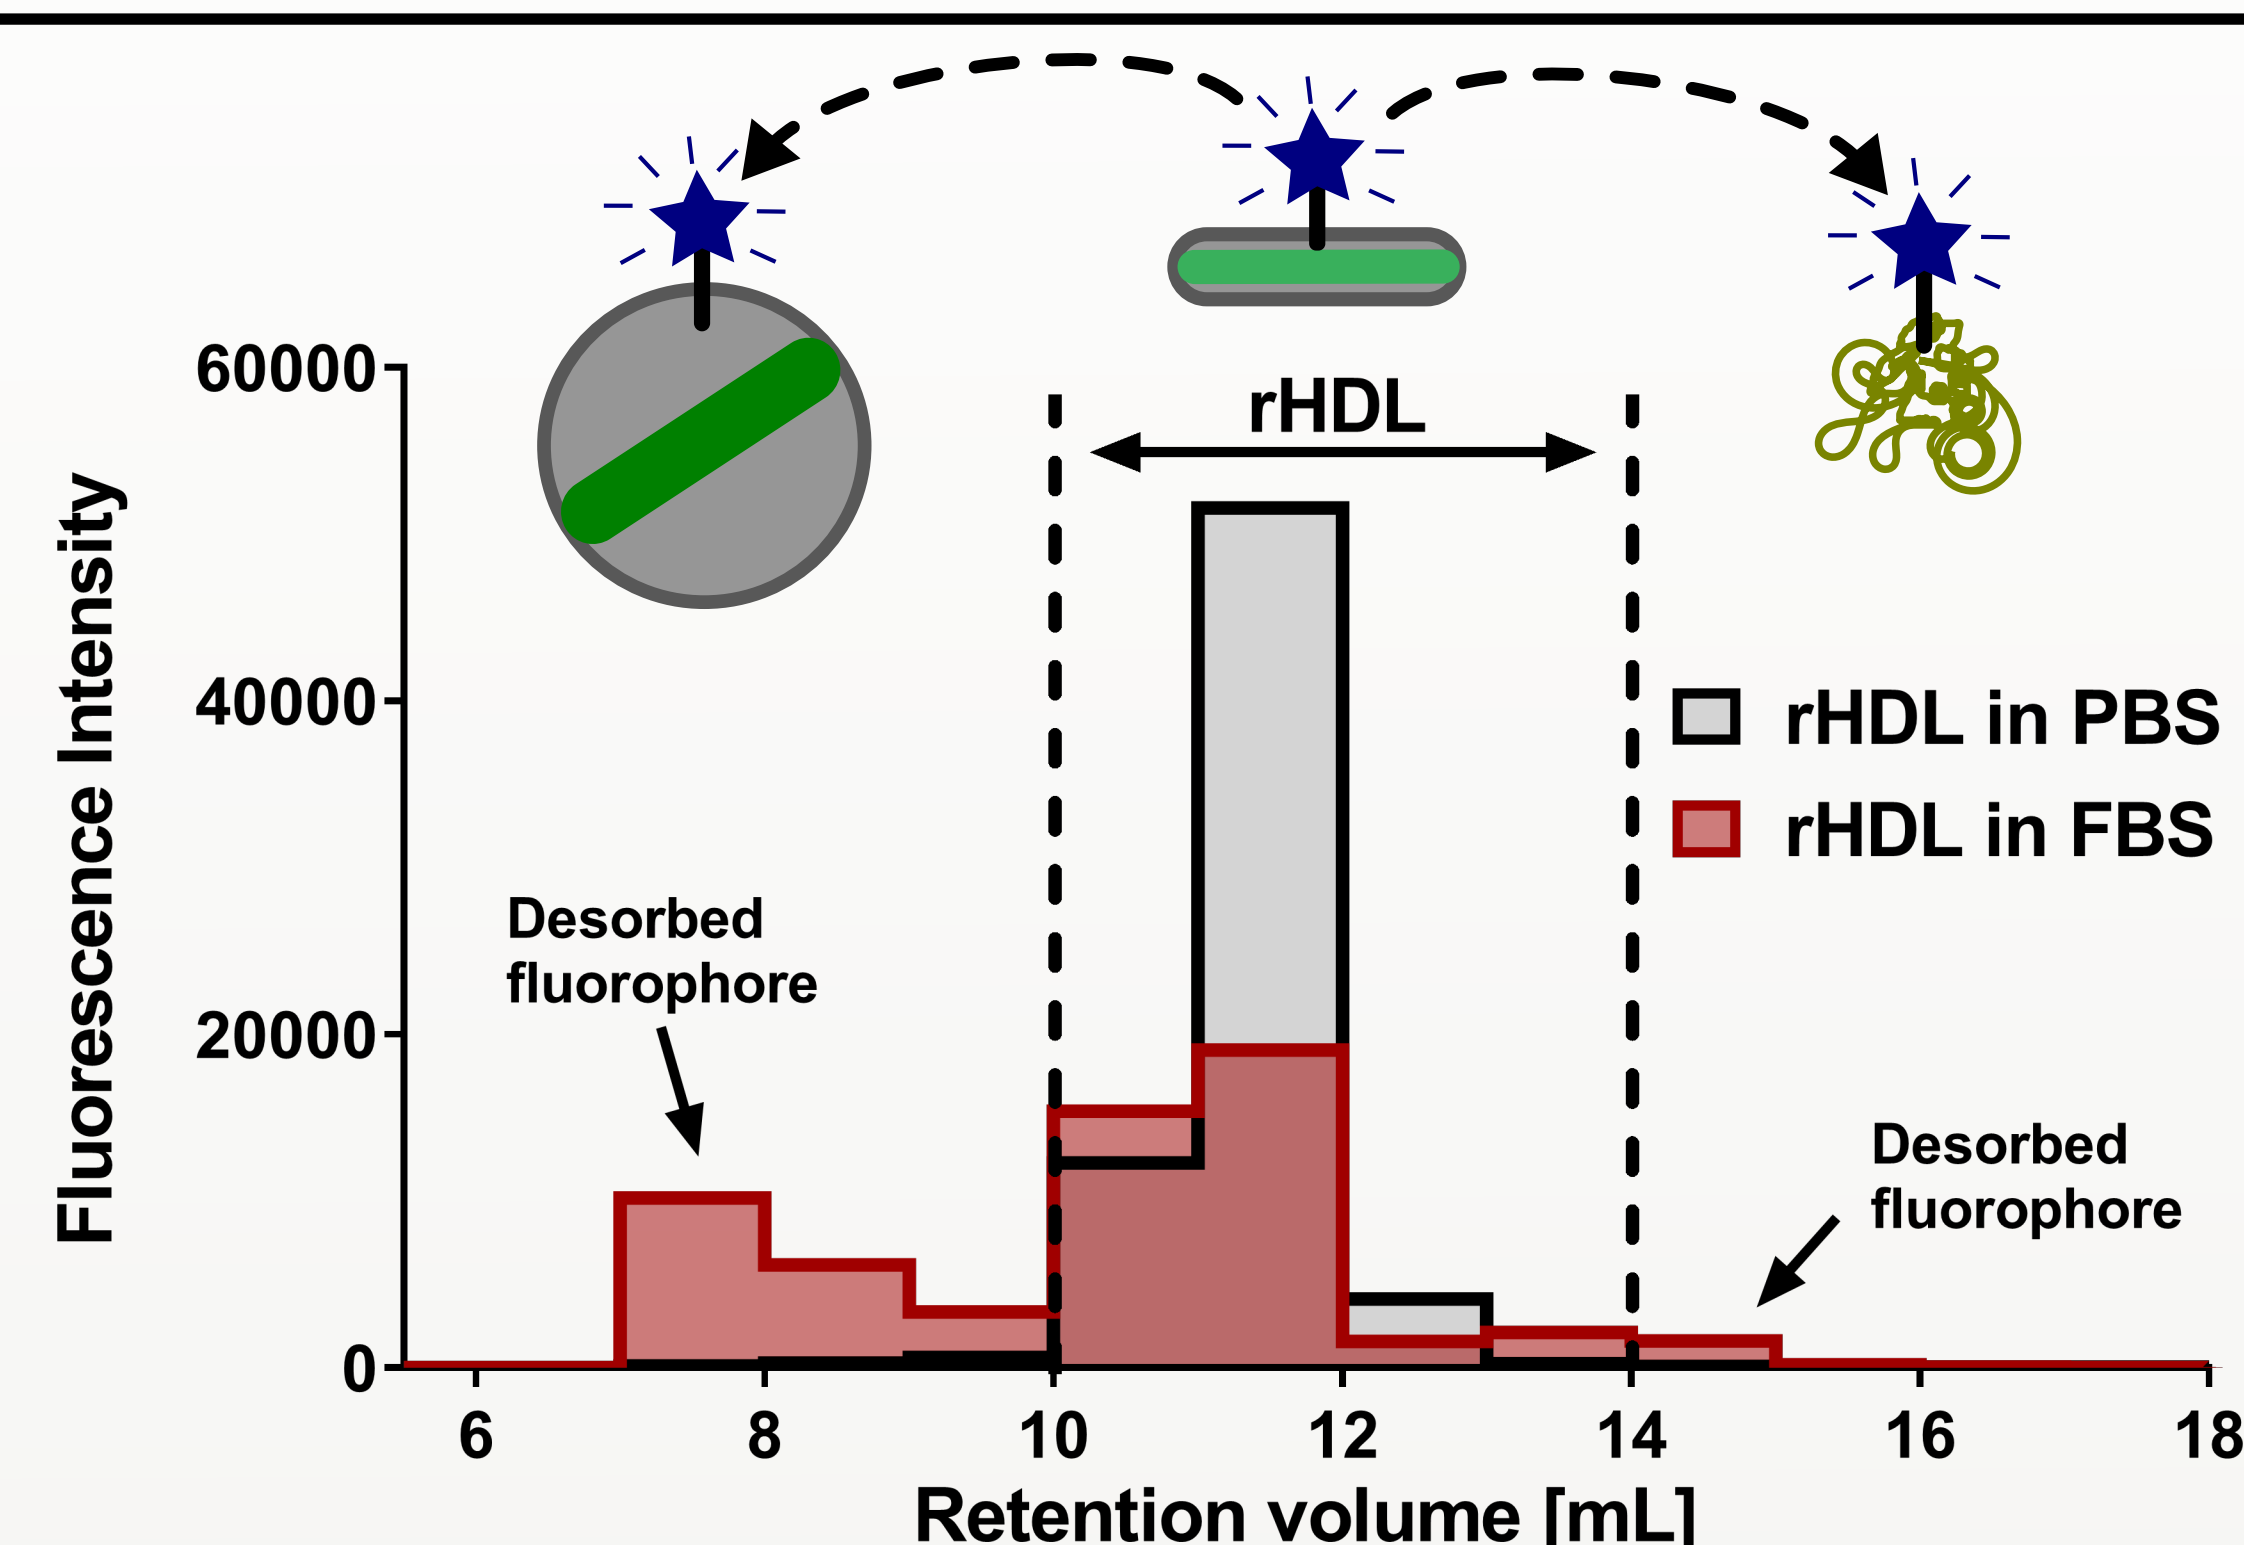 rHDL
60000
40000
20000
0
Fluorescence Intensity
rHDL in PBS
rHDL in FBS
Desorbed
fluorophore
Desorbed
fluorophore
6 8 10 12 14 16 18
Retention volume [mL]